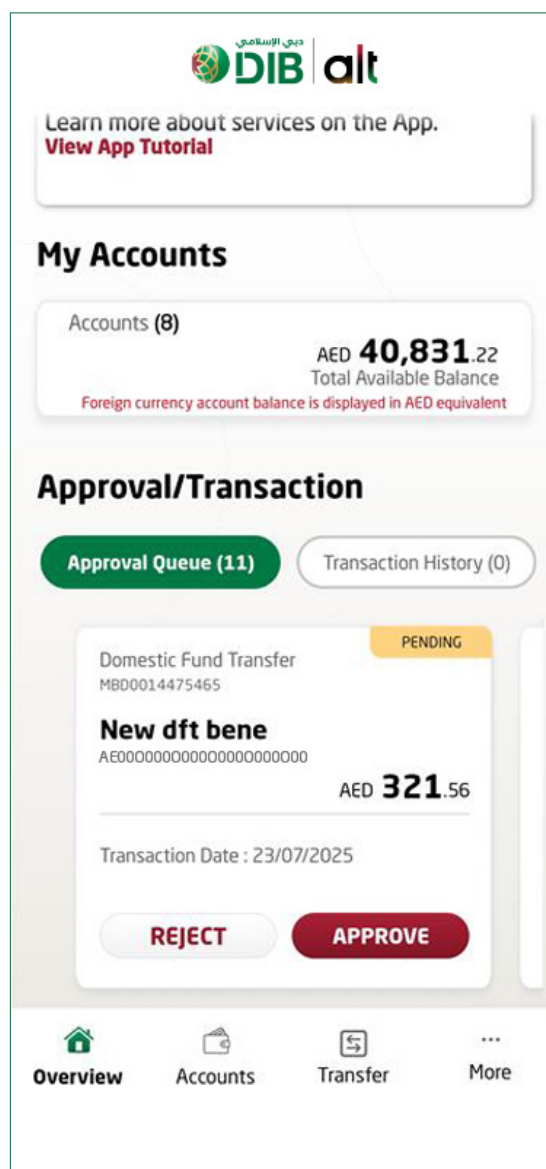 دبي الإسلامي
DIB alt
Learn more about services on the App.
View App Tutorial
My Accounts
Accounts (8)
AED 40,831.22
Total Available Balance
Foreign currency account balance is displayed in AED equivalent
Approval/Transaction
Approval Queue (11)
Transaction History (0)
PENDING
Domestic Fund Transfer
MBD0014475465
New dft bene
AE000000000000000000000
AED 321.56
Transaction Date : 23/07/2025
REJECT
APPROVE
Overview
Accounts
Transfer
More